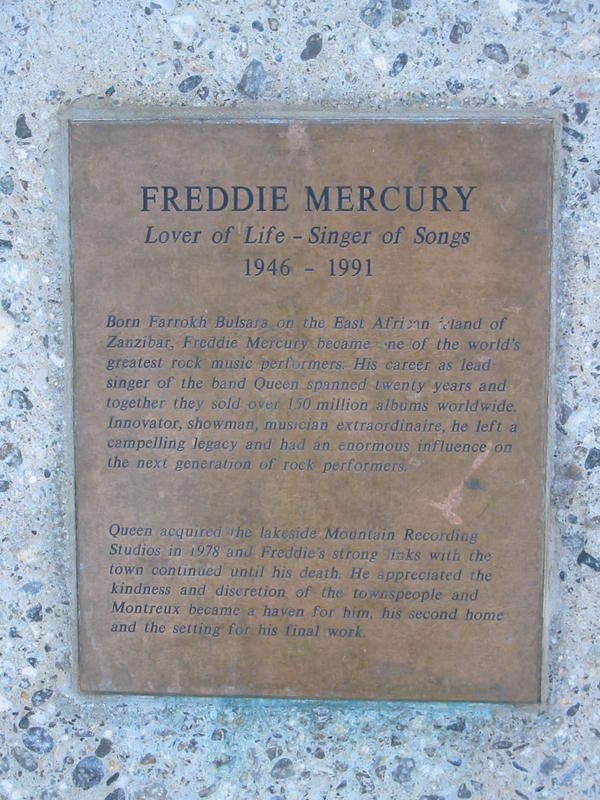 FREDDIE MERCURY
Lover of Life - Singer of Songs
1946 - 1991
Born Farrokh Bulsara on the East African island of
Zanzibar, Freddie Mercury became one of the world's
greatest rock music performers. His career as lead
singer of the band Queen spanned twenty years and
together they sold over 150 million albums worldwide.
Innovator, showman, musician extraordinaire, he left a
campelling legacy and had an enormous influence on
the next generation of rock performers.
Queen acquired the lakeside Mountain Recording
Studios in 1978 and Freddie's strong links with the
town continued until his death. He appreciated the
kindness and discretion of the townspeople and
Montreux became a haven for him, his second home
and the setting for his final work.